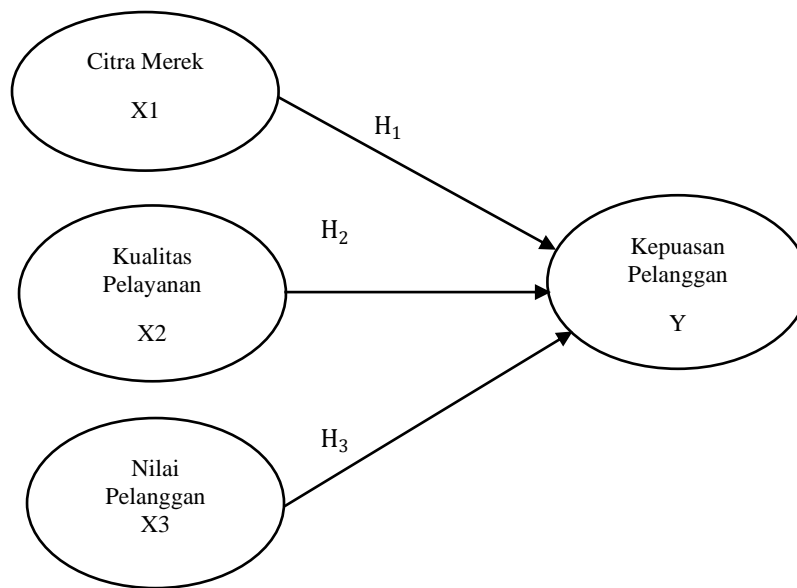 Citra Merek
X1
H₁
Kualitas
Pelayanan
X2
H₂
Nilai
Pelanggan
X3
H₃
Kepuasan
Pelanggan
Y